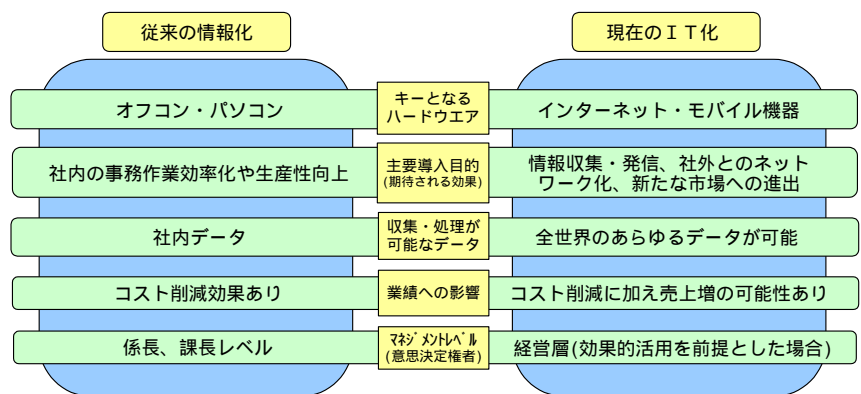 従来の情報化
現在のＩＴ化
オフコン・パソコン
キーとなる
ハードウエア
インターネット・モバイル機器
社内の事務作業効率化や生産性向上
主要導入目的
(期待される効果)
情報収集・発信、社外とのネット
ワーク化、新たな市場への進出
社内データ
収集・処理が
可能なデータ
全世界のあらゆるデータが可能
コスト削減効果あり
業績への影響
コスト削減に加え売上増の可能性あり
係長、課長レベル
ﾏﾈｼﾞﾒﾝﾄﾚﾍﾞﾙ
(意思決定権者)
経営層(効果的活用を前提とした場合)